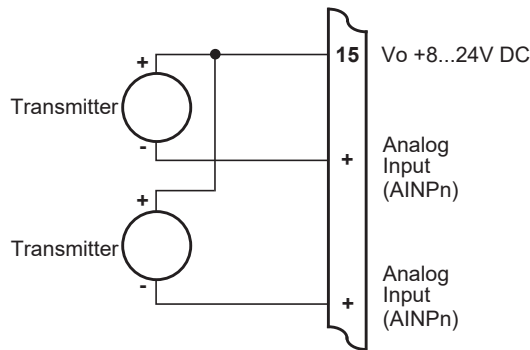 +
15 Vo +8...24V DC
Transmitter
-
+ Analog
Input
(AINPn)
+
Transmitter
-
+ Analog
Input
(AINPn)